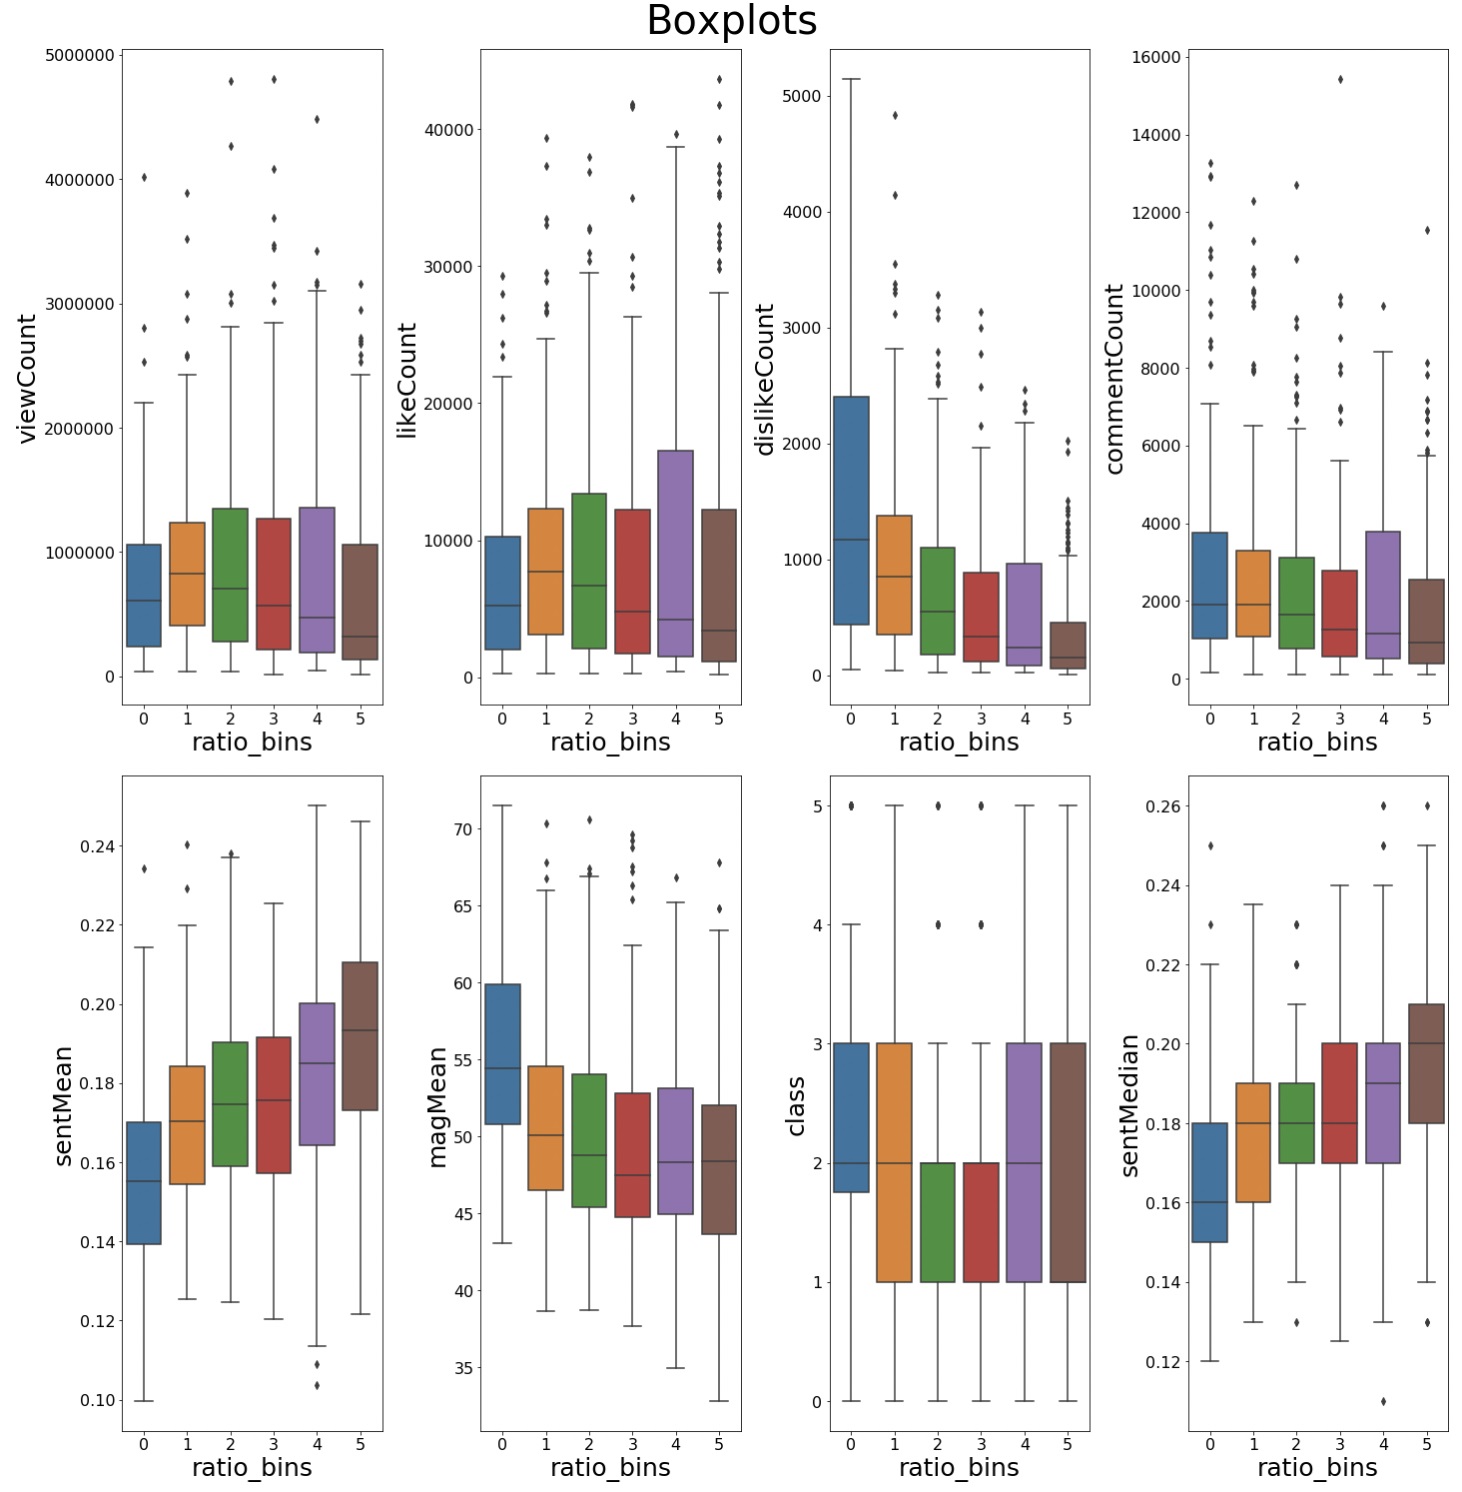 Boxplots
viewCount
5000000
4000000
3000000
2000000
1000000
0
0 1 2 3 4 5
ratio_bins
likeCount
40000
30000
20000
10000
0
0 1 2 3 4 5
ratio_bins
dislikeCount
5000
4000
3000
2000
1000
0
0 1 2 3 4 5
ratio_bins
commentCount
16000
14000
12000
10000
8000
6000
4000
2000
0
0 1 2 3 4 5
ratio_bins
sentMean
0.24
0.22
0.20
0.18
0.16
0.14
0.12
0.10
0 1 2 3 4 5
ratio_bins
magMean
70
65
60
55
50
45
40
35
0 1 2 3 4 5
ratio_bins
class
5
4
3
2
1
0
0 1 2 3 4 5
ratio_bins
sentMedian
0.26
0.24
0.22
0.20
0.18
0.16
0.14
0.12
0 1 2 3 4 5
ratio_bins